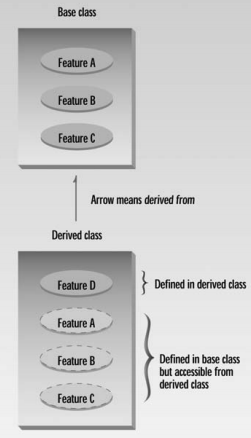 Base class
Feature A
Feature B
Feature C
Arrow means derived from
Derived class
Feature D
Defined in derived class
Feature A
Feature B
Defined in base class
but accessible from
derived class
Feature C